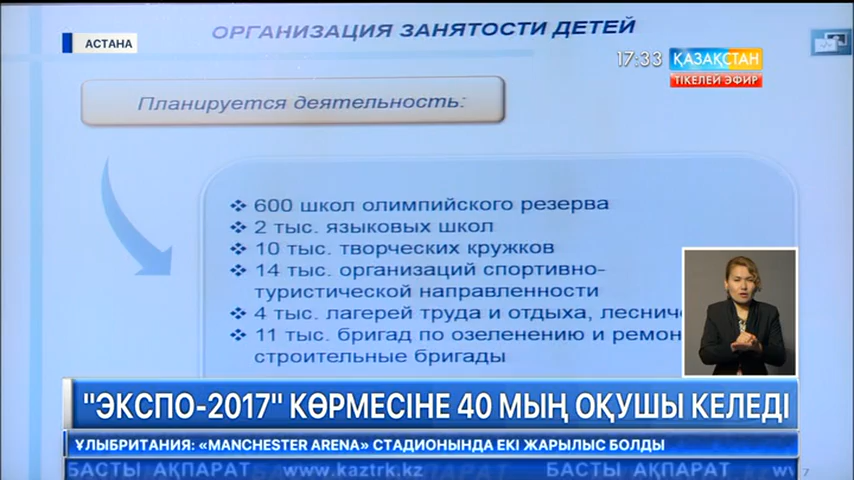 ОРГАНИЗАЦИЯ ЗАНЯТОСТИ ДЕТЕЙ
АСТАНА
17:33 ҚАЗАҚСТАН
ТІКЕЛЕЙ ЭФИР
Планируется деятельность:
600 школ олимпийского резерва
2 тыс. языковых школ
10 тыс. творческих кружков
14 тыс. организаций спортивно-
туристической направленности
4 тыс. лагерей труда и отдыха,
11 тыс. бригад по озеленению и
строительные бригады
"ЭКСПО-2017" КӨРМЕСІНЕ 40 МЫҢ ОҚУШЫ КЕЛЕДІ
ҰЛЫБРИТАНИЯ: «MANCHESTER ARENA» СТАДИОНЫНДА ЕКІ ЖАРЫЛЫС БОЛДЫ
БАСТЫ АҚПАРАТ www.kaztrk.kz БАСТЫ АҚПАРАТ